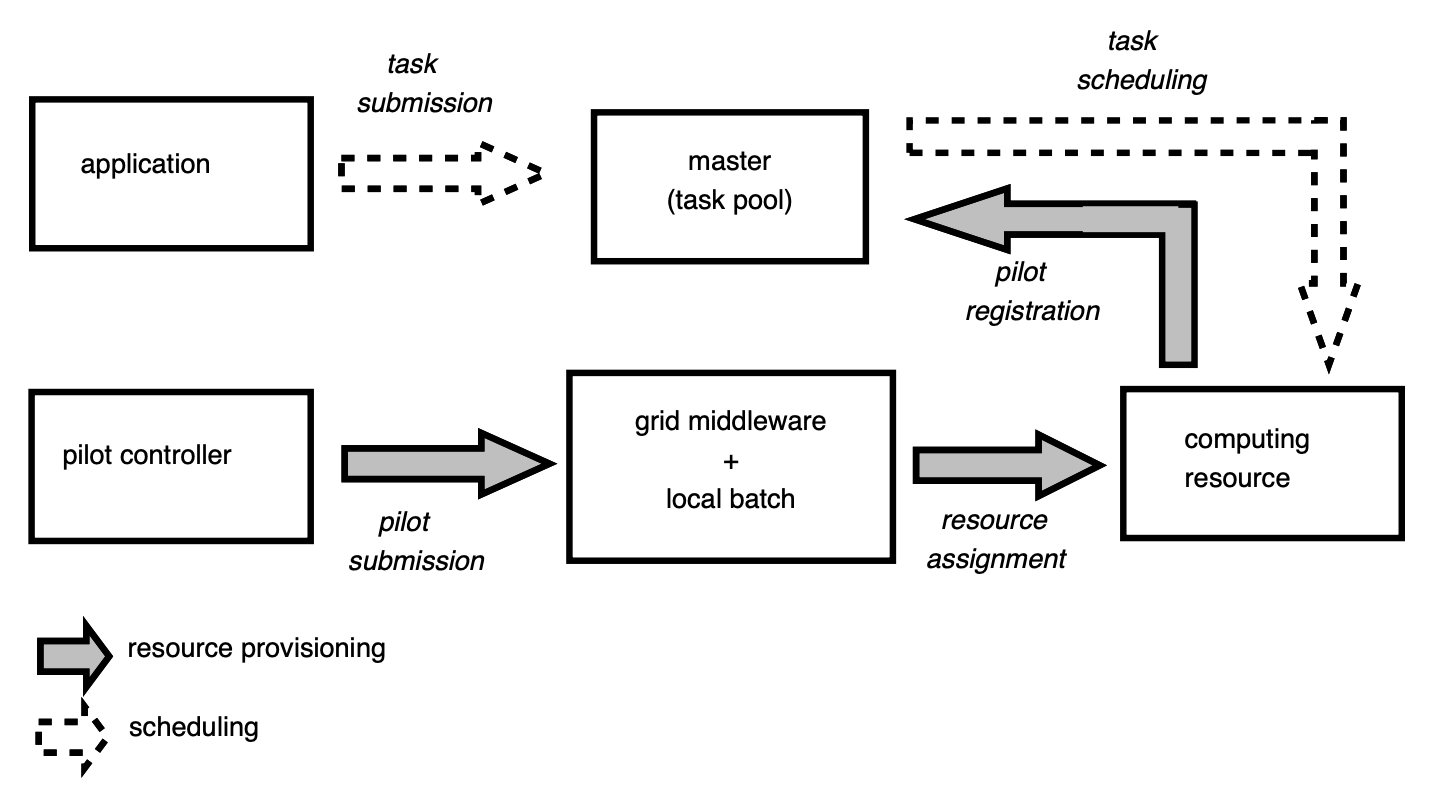 task
submission
task
scheduling
application
master
(task pool)
pilot
registration
pilot controller
grid middleware
+
local batch
computing
resource
pilot
submission
resource
assignment
resource provisioning
scheduling